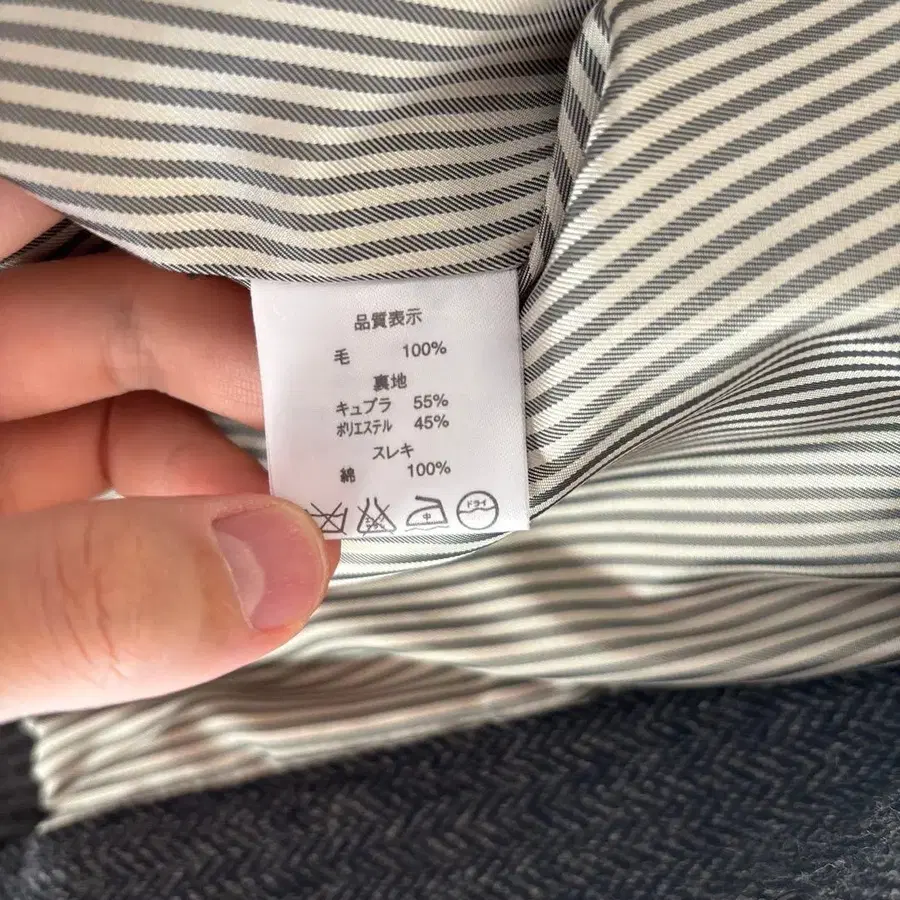 品質表示
毛 100%
裏地
キュプラ 55%
ポリエステル 45%
スレキ
綿 100%
中 ドライ